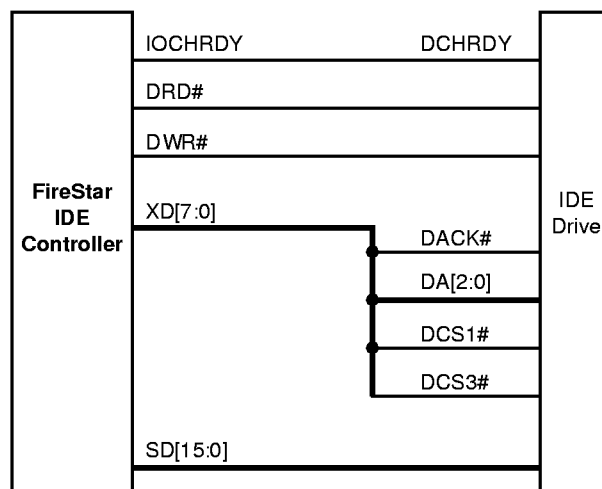 IOCHRDY DCHRDY
DRD#
DWR#
FireStar
IDE
Controller
XD[7:0]
IDE
Drive
DACK#
DA[2:0]
DCS1#
DCS3#
SD[15:0]